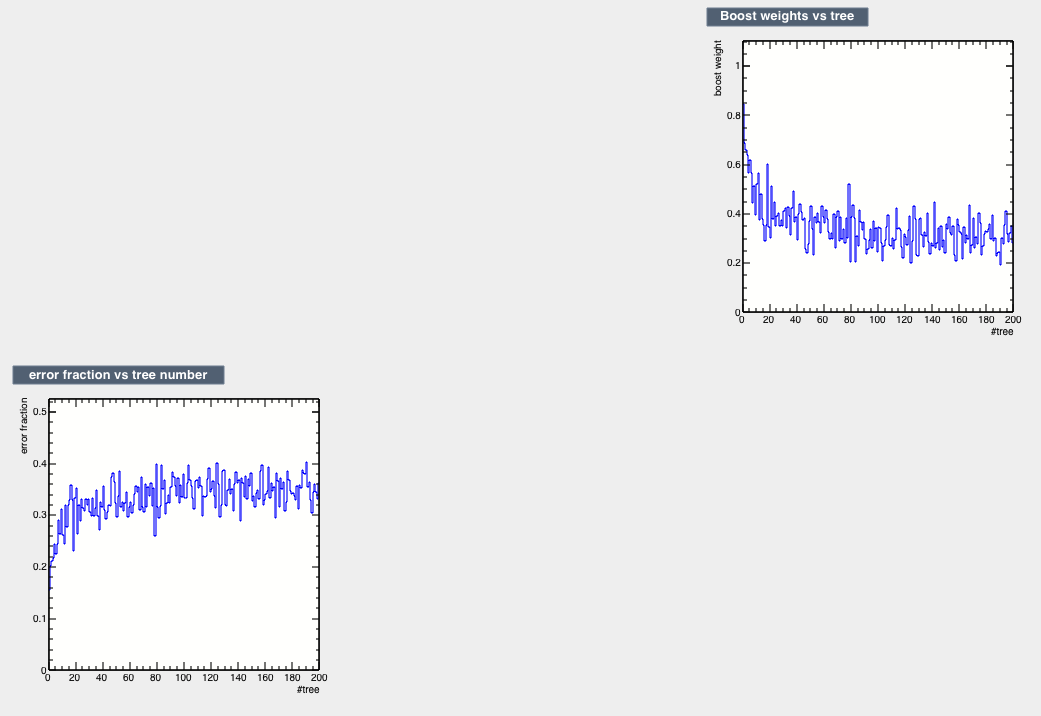 Boost weights vs tree
boost weight
1
0.8
0.6
0.4
0.2
0
0 20 40 60 80 100 120 140 160 180 200
#tree
error fraction vs tree number
error fraction
0.5
0.4
0.3
0.2
0.1
0
0 20 40 60 80 100 120 140 160 180 200
#tree